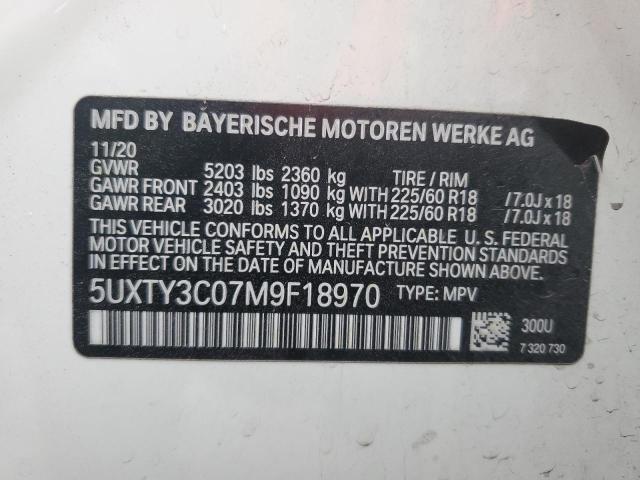 MFD BY BAYERISCHE MOTOREN WERKE AG
11/20
GVWR 5203 lbs 2360 kg TIRE / RIM
GAWR FRONT 2403 lbs 1090 kg WITH 225/60 R18 /7.0J x 18
GAWR REAR 3020 lbs 1370 kg WITH 225/60 R18 /7.0J x 18
THIS VEHICLE CONFORMS TO ALL APPLICABLE U. S. FEDERAL
MOTOR VEHICLE SAFETY AND THEFT PREVENTION STANDARDS
IN EFFECT ON THE DATE OF MANUFACTURE SHOWN ABOVE.
5UXTY3C07M9F18970 TYPE: MPV
300U
7 320 730